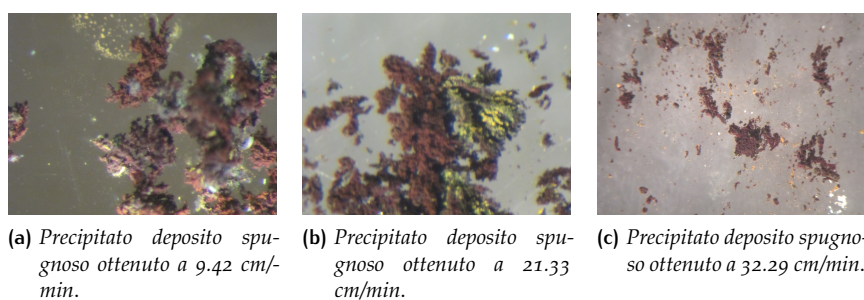 (a) Precipitato deposito spu-
gnoso ottenuto a 9.42 cm/-
min.
(b) Precipitato deposito spu-
gnoso ottenuto a 21.33
cm/min.
(c) Precipitato deposito spugno-
so ottenuto a 32.29 cm/min.